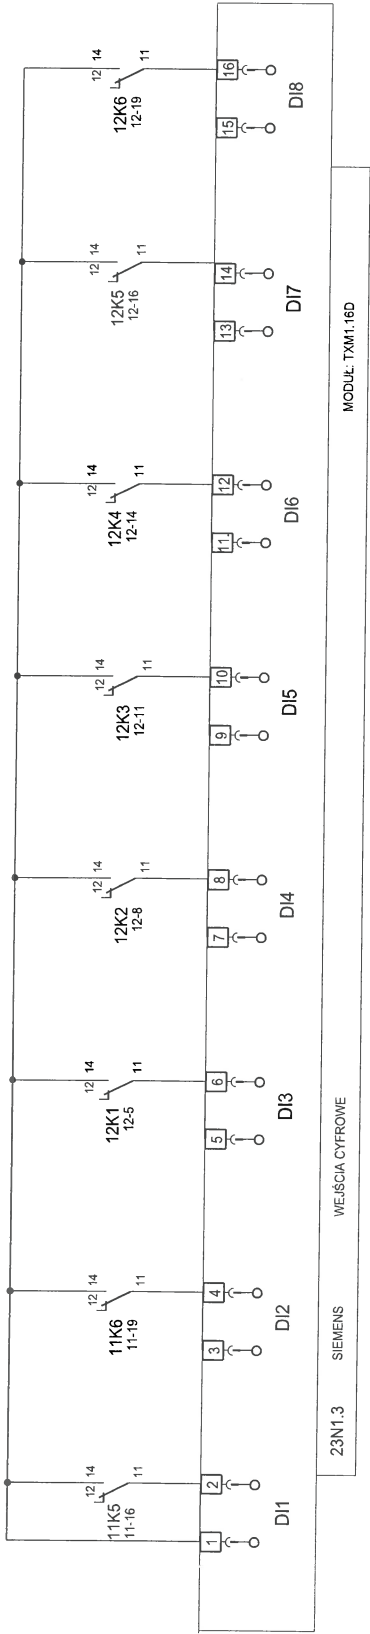 14
12
11
12K6
12-19
16
15
DI8
14
12
11
12K5
12-16
14
13
DI7
14
12
11
12K4
12-14
12
11
DI6
14
12
11
12K3
12-11
10
9
DI5
14
12
11
12K2
12-8
8
7
DI4
14
12
11
12K1
12-5
6
5
DI3
14
12
11
11K6
11-19
4
3
DI2
14
12
11
11K5
11-16
2
1
DI1
23N1.3
SIEMENS
WEJŚCIA CYFROWE
MODUŁ: TXM1.16D